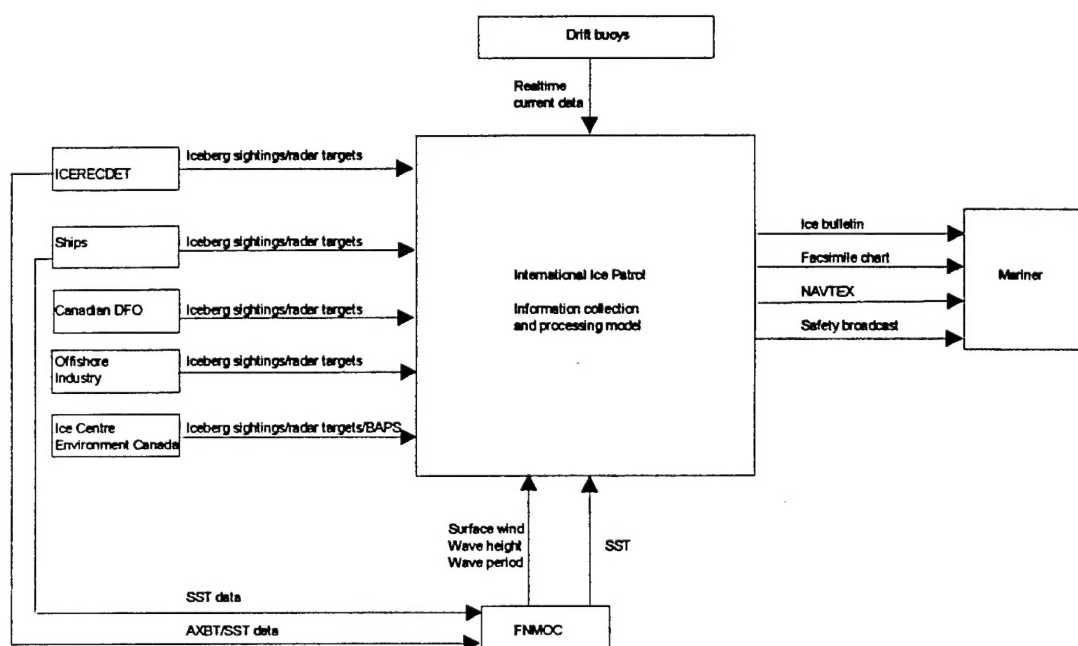 Drift buoys
Realtime
current data
ICERECDET
Iceberg sightings/radar targets
Ships
Iceberg sightings/radar targets
Canadian DFO
Iceberg sightings/radar targets
Offshore
Industry
Iceberg sightings/radar targets
Ice Centre
Environment Canada
Iceberg sightings/radar targets/BAPS
International Ice Patrol
Information collection
and processing model
Ice bulletin
Facsimile chart
NAVTEX
Safety broadcast
Mariner
Surface wind
Wave height
Wave period
SST
SST data
AXBT/SST data
FNMOC